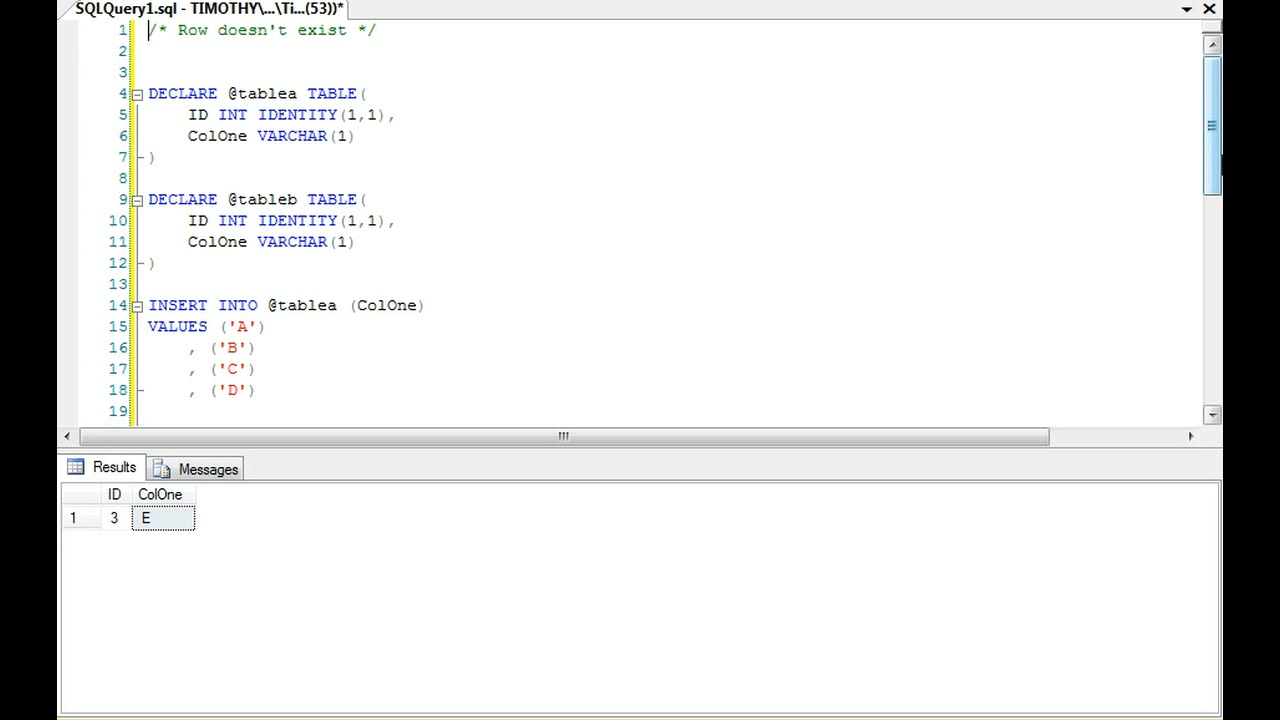 SQLQuery1.sql - TIMOTHY\...\Ti...(53))*
1 /* Row doesn't exist */
2
3
4 DECLARE @tablea TABLE(
5 ID INT IDENTITY(1,1),
6 ColOne VARCHAR(1)
7 )
8
9 DECLARE @tableb TABLE(
10 ID INT IDENTITY(1,1),
11 ColOne VARCHAR(1)
12 )
13
14 INSERT INTO @tablea (ColOne)
15 VALUES ('A')
16 , ('B')
17 , ('C')
18 , ('D')
19
Results Messages
ID ColOne
1 3 E